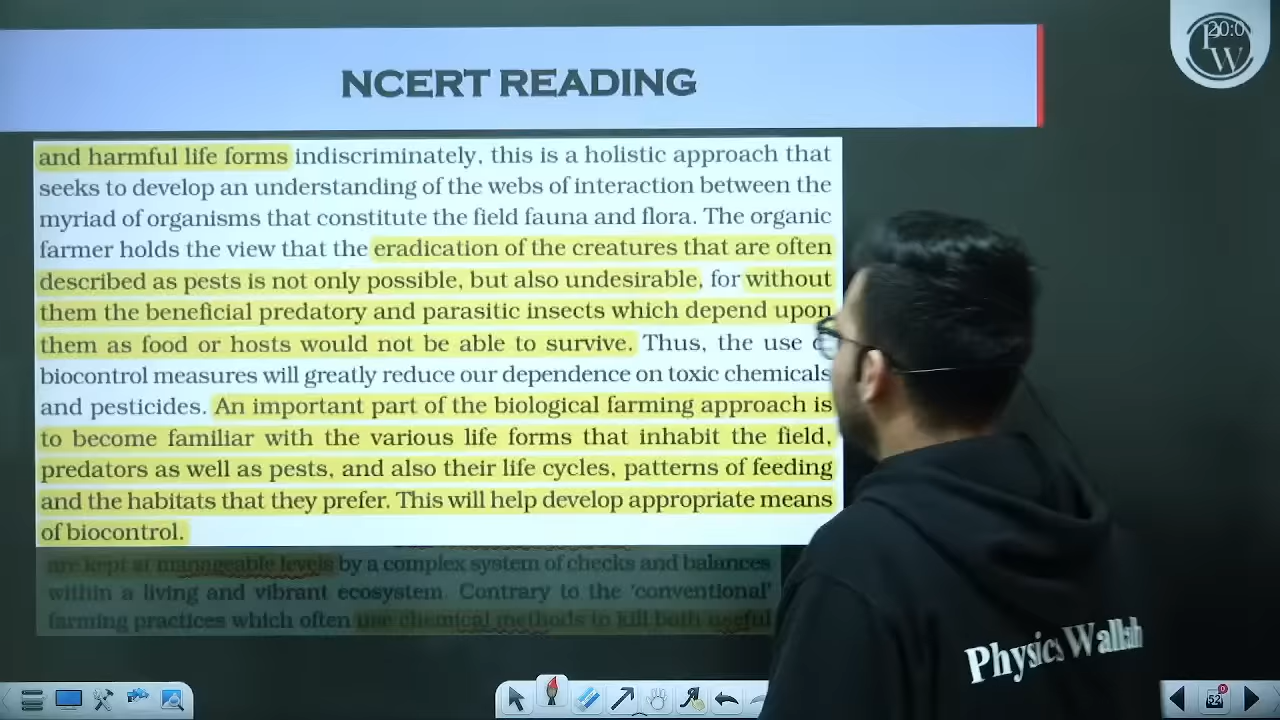 20:0
P
W
NCERT READING
and harmful life forms indiscriminately, this is a holistic approach that
seeks to develop an understanding of the webs of interaction between the
myriad of organisms that constitute the field fauna and flora. The organic
farmer holds the view that the eradication of the creatures that are often
described as pests is not only possible, but also undesirable, for without
them the beneficial predatory and parasitic insects which depend upon
them as food or hosts would not be able to survive. Thus, the use
biocontrol measures will greatly reduce our dependence on toxic chemicals
and pesticides. An important part of the biological farming approach is
to become familiar with the various life forms that inhabit the field,
predators as well as pests, and also their life cycles, patterns of feeding
and the habitats that they prefer. This will help develop appropriate means
of biocontrol.
are kept at manageable levels by a complex system of checks and balances
within a living and vibrant ecosystem. Contrary to the 'conventional'
farming practices which often use chemical methods to kill both useful
Physics Wallah
52
0